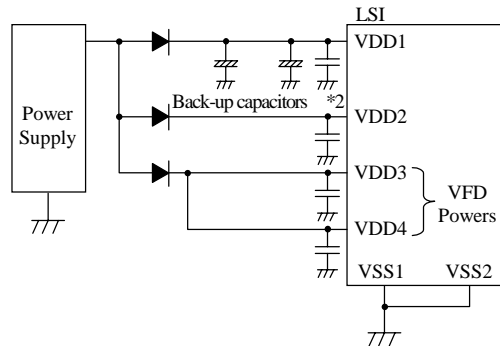 LSI
VDD1
Power
Supply
Back-up capacitors *2
VDD2
VDD3
VFD
Powers
VDD4
VSS1 VSS2